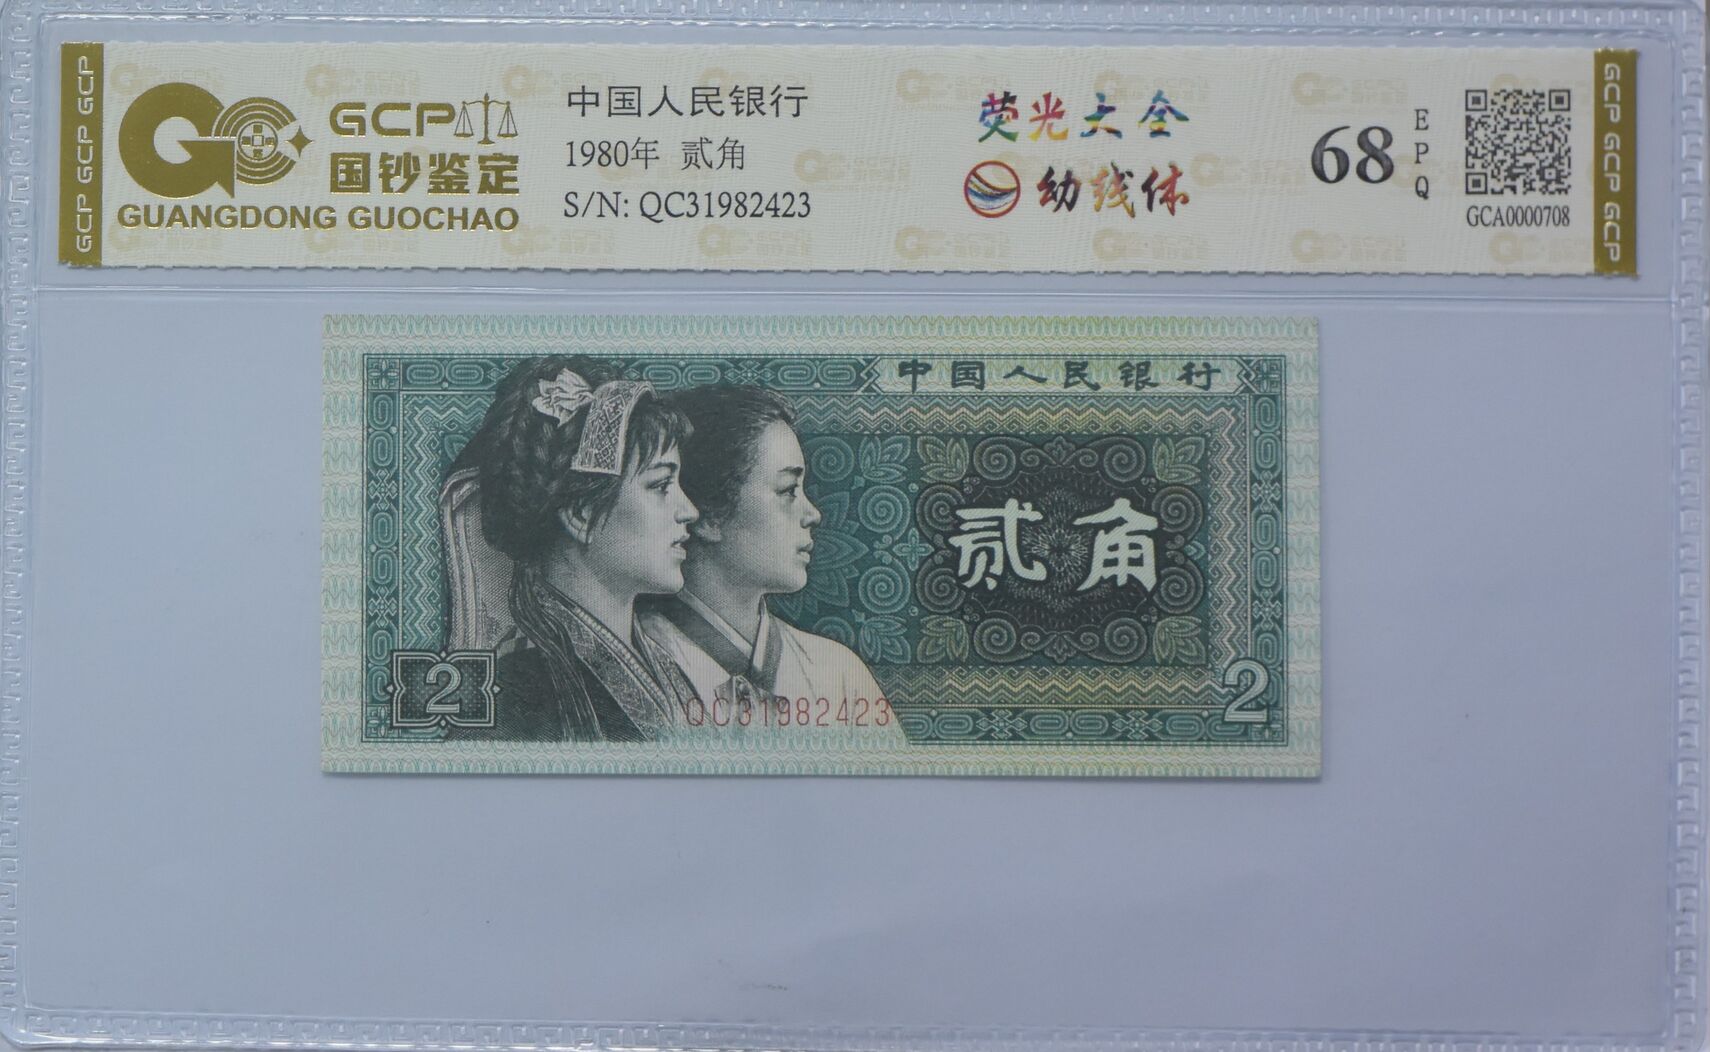 GCP GCP GCP
GCP
国钞鉴定
GUANGDONG GUOCHAO
中国人民银行
1980年 贰角
S/N: QC31982423
荧光大全
幼线体
68
EPQ
GCA0000708
GCP GCP GCP
中国人民银行
贰角
2
2
QC31982423